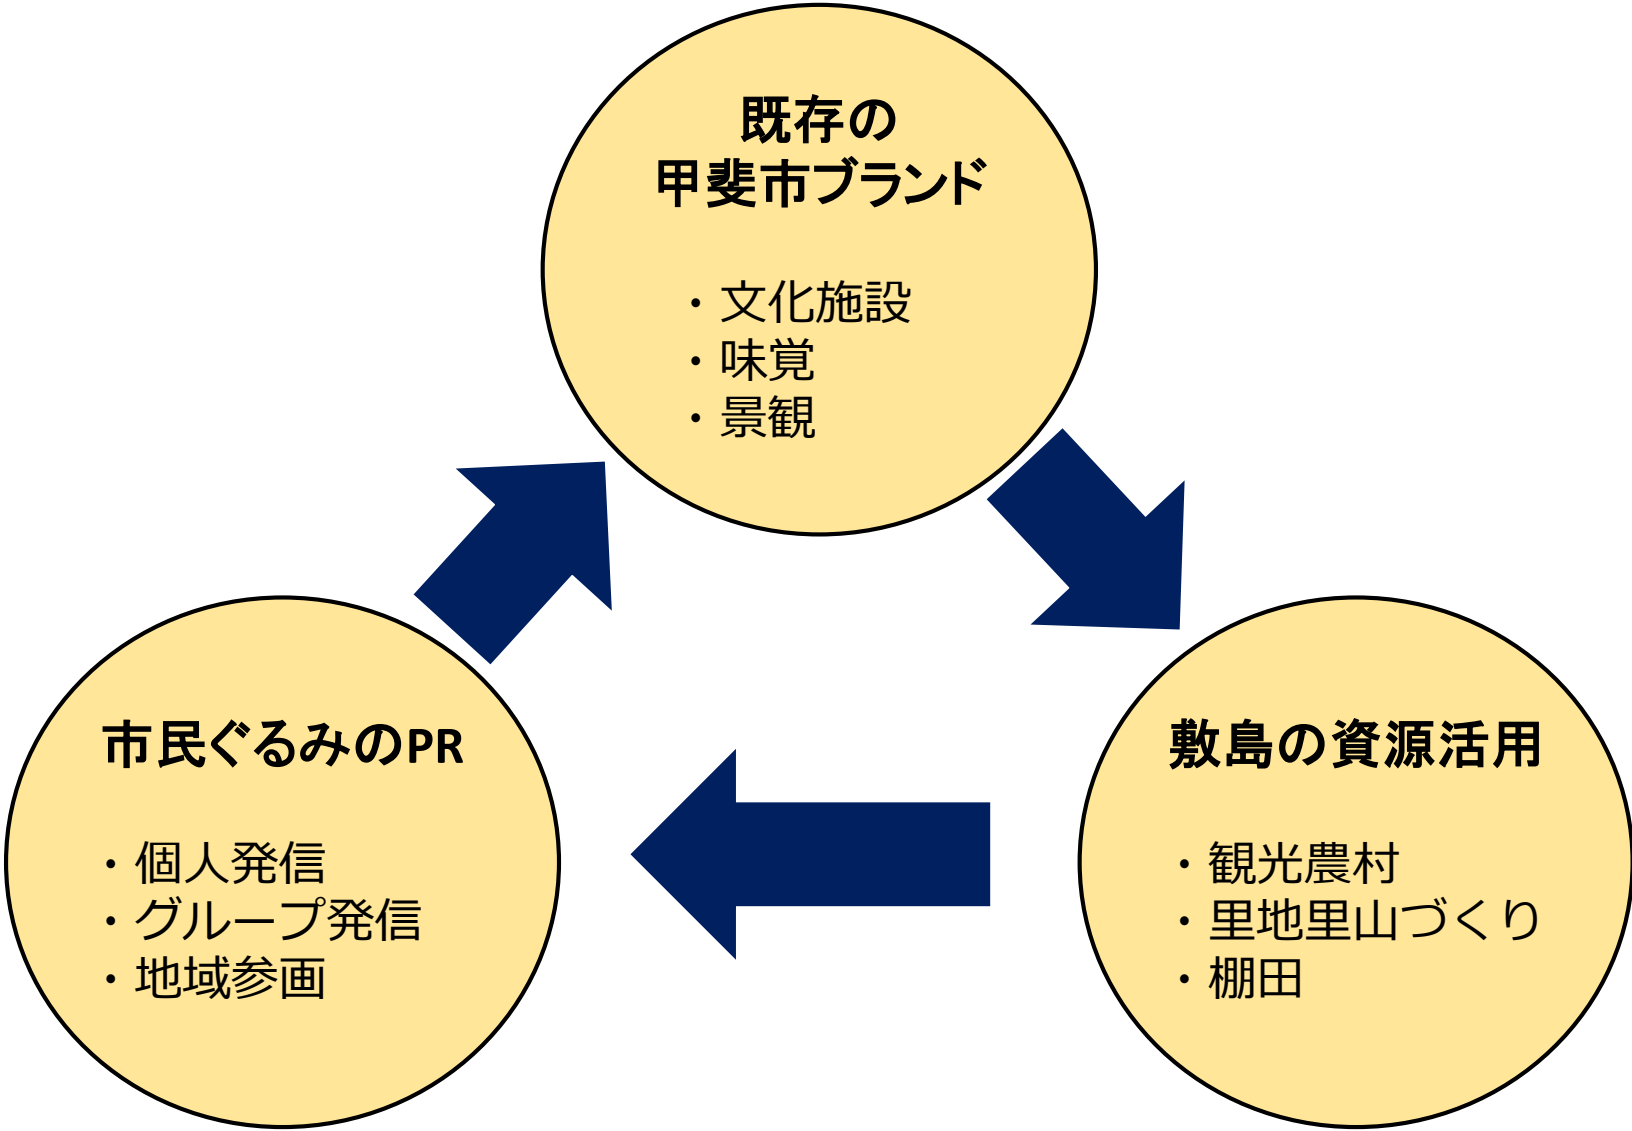 既存の
甲斐市ブランド
・文化施設
・味覚
・景観
市民ぐるみのPR
・個人発信
・グループ発信
・地域参画
敷島の資源活用
・観光農村
・里地里山づくり
・棚田